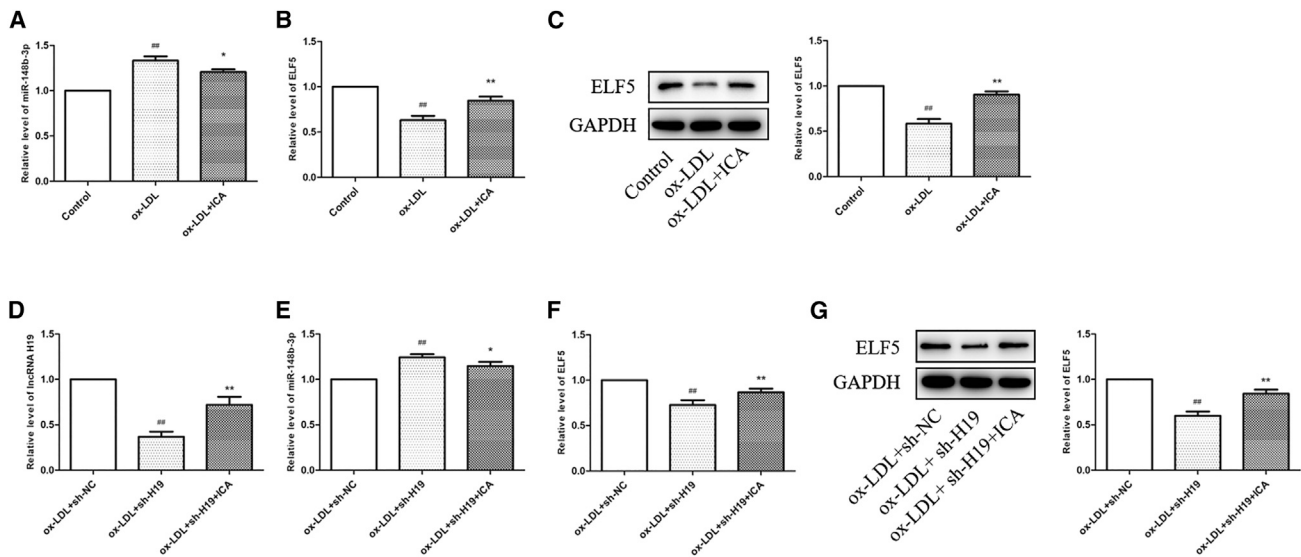 A
Relative level of miR-148b-3p
1.5
1.0
0.5
0.0
##
*
Control
ox-LDL
ox-LDL+ICA
B
Relative level of ELF5
1.5
1.0
0.5
0.0
##
**
Control
ox-LDL
ox-LDL+ICA
C
ELF5
GAPDH
Control
ox-LDL
ox-LDL+ICA
Relative level of ELF5
1.5
1.0
0.5
0.0
##
**
Control
ox-LDL
ox-LDL+ICA
D
Relative level of lncRNA H19
1.5
1.0
0.5
0.0
##
**
ox-LDL+sh-NC
ox-LDL+sh-H19
ox-LDL+sh-H19+ICA
E
Relative level of miR-148b-3p
1.5
1.0
0.5
0.0
##
*
ox-LDL+sh-NC
ox-LDL+sh-H19
ox-LDL+sh-H19+ICA
F
Relative level of ELF5
1.5
1.0
0.5
0.0
##
**
ox-LDL+sh-NC
ox-LDL+sh-H19
ox-LDL+sh-H19+ICA
G
ELF5
GAPDH
ox-LDL+sh-NC
ox-LDL+ sh-H19
ox-LDL+ sh-H19+ICA
Relative level of ELF5
1.5
1.0
0.5
0.0
##
**
ox-LDL+sh-NC
ox-LDL+sh-H19
ox-LDL+sh-H19+ICA